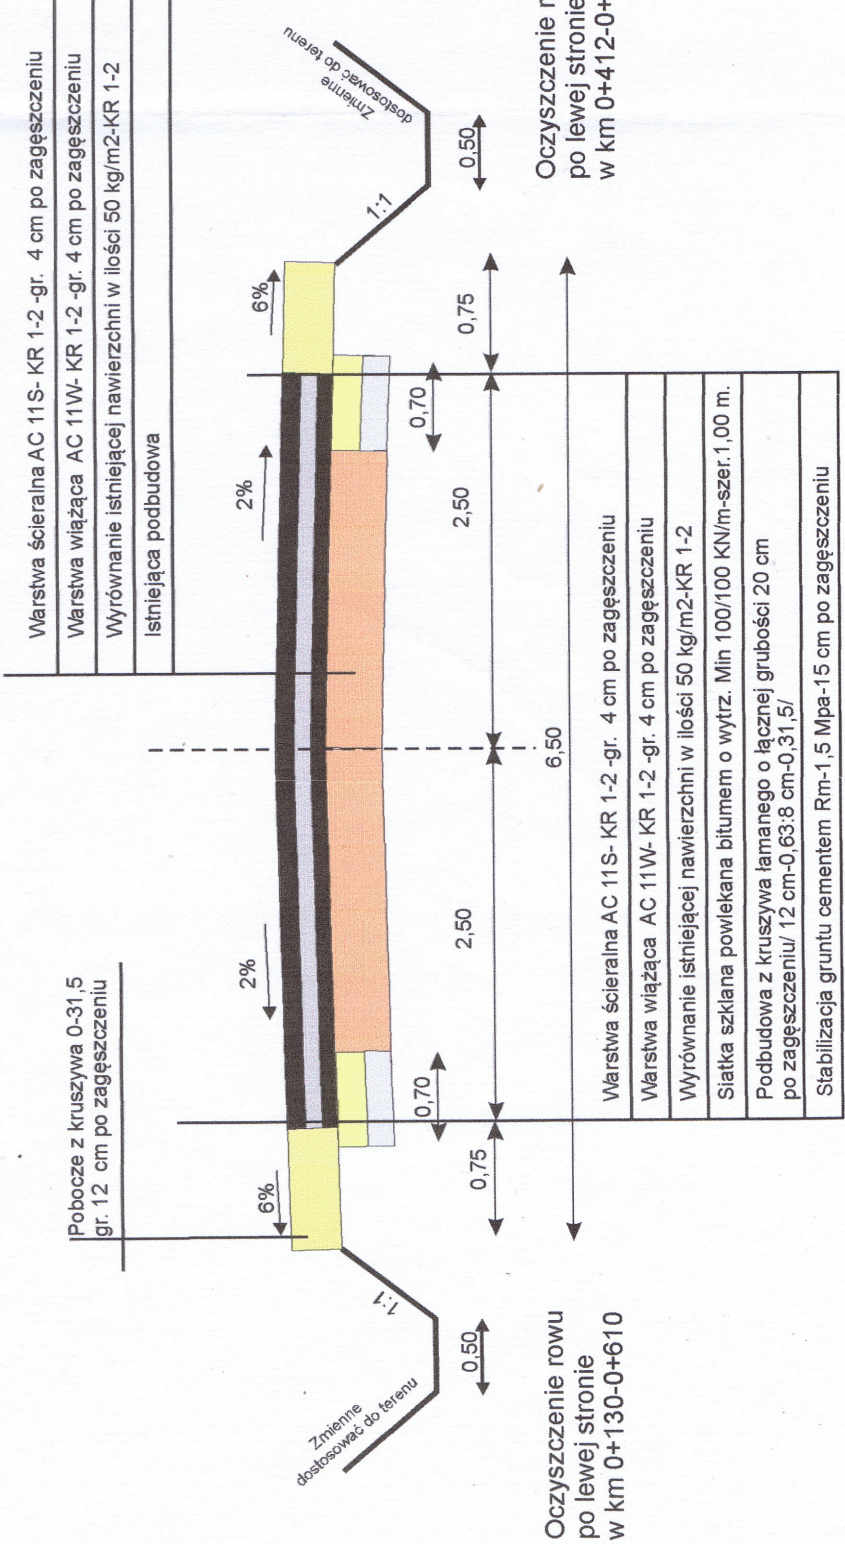 Warstwa ścieralna AC 11S- KR 1-2 -gr. 4 cm po zagęszczeniu
Warstwa wiążąca AC 11W- KR 1-2 -gr. 4 cm po zagęszczeniu
Wyrównanie istniejącej nawierzchni w ilości 50 kg/m2-KR 1-2
Istniejąca podbudowa
Pobocze z kruszywa 0-31,5
gr. 12 cm po zagęszczeniu
6%
2%
2%
6%
Zmienne
dostosować do terenu
1:1
0,50
1:1
Zmienne
dostosować do terenu
0,50
0,70
0,70
0,75
2,50
2,50
0,75
6,50
Oczyszczenie rowu
po lewej stronie
w km 0+130-0+610
Oczyszczenie
po lewej stronie
w km 0+412-0+
Warstwa ścieralna AC 11S- KR 1-2 -gr. 4 cm po zagęszczeniu
Warstwa wiążąca AC 11W- KR 1-2 -gr. 4 cm po zagęszczeniu
Wyrównanie istniejącej nawierzchni w ilości 50 kg/m2-KR 1-2
Siatka szklana powlekana bitumem o wytrz. Min 100/100 KN/m-szer.1,00 m.
Podbudowa z kruszywa łamanego o łącznej grubości 20 cm
po zagęszczeniu/ 12 cm-0,63:8 cm-0,31,5/
Stabilizacja gruntu cementem Rm-1,5 Mpa-15 cm po zagęszczeniu